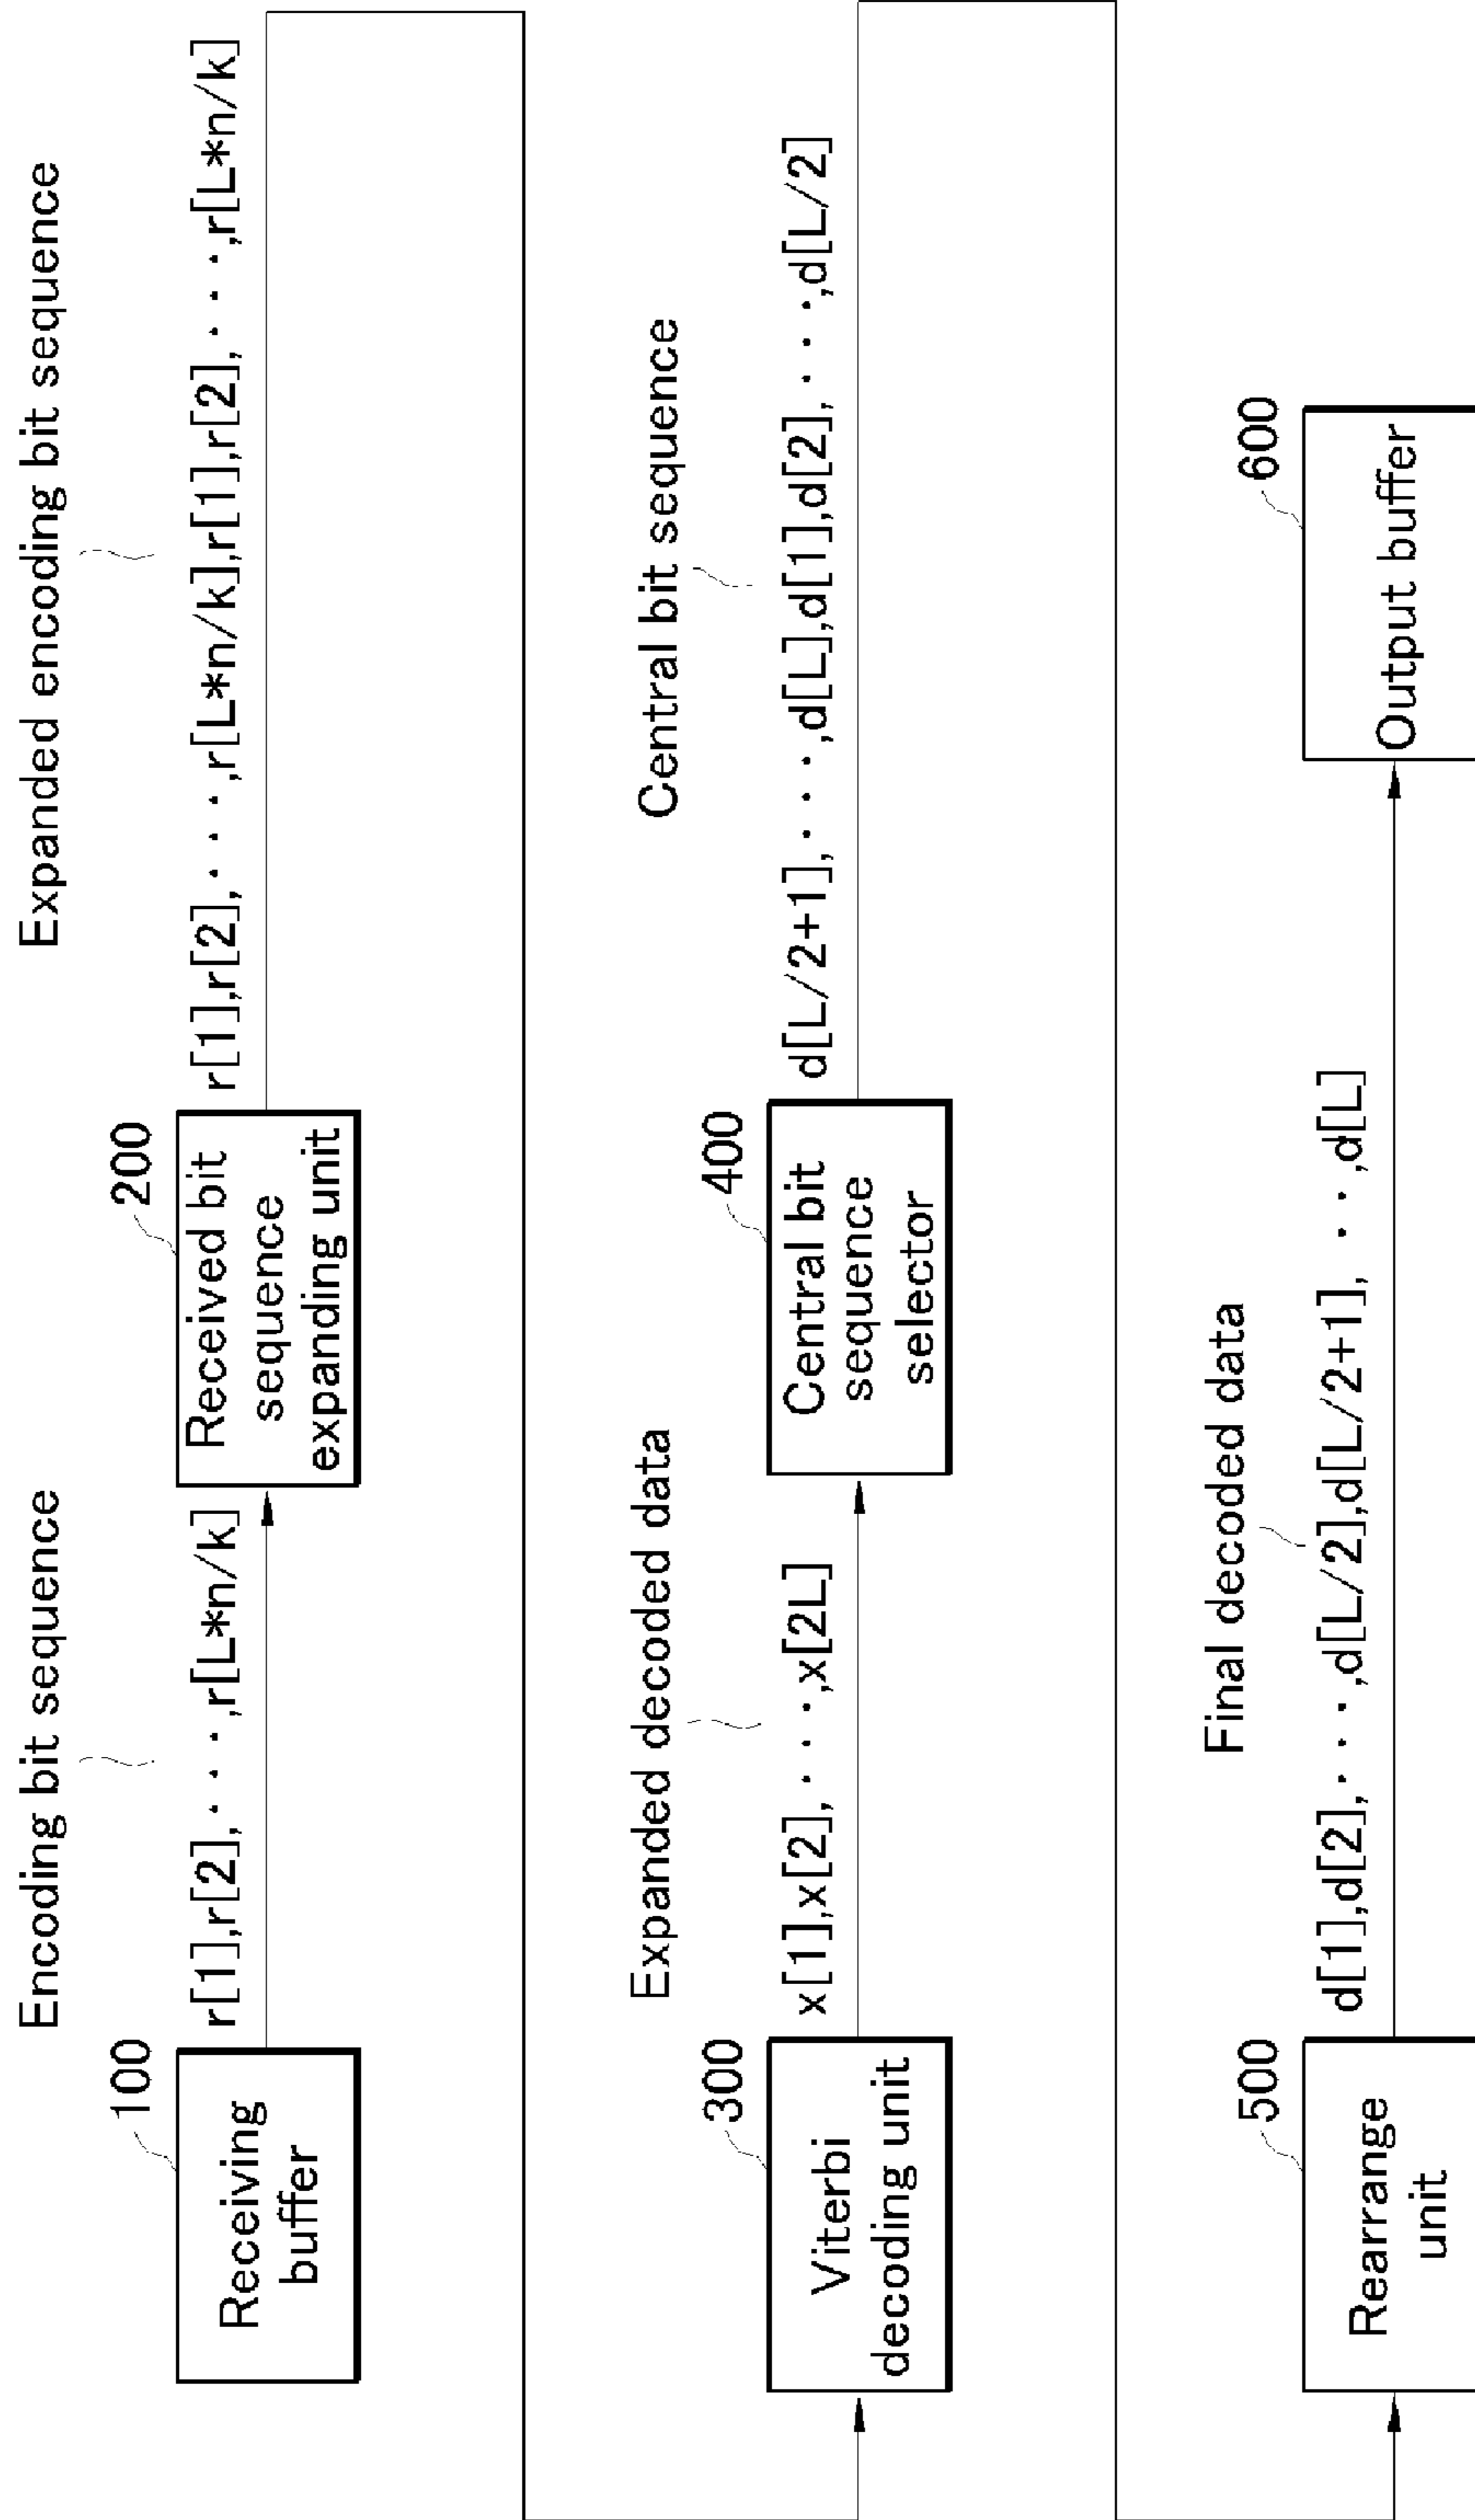 Encoding bit sequence
Expanded encoding bit sequence
100
200
r[1],r[2],...,r[L*n/k]
r[1],r[2],...,r[L*n/k],r[1],r[2],...,r[L*n/k]
Receiving
buffer
Received bit
sequence
expanding unit
Expanded decoded data
Central bit sequence
300
400
x[1],x[2],...,x[2L]
d[L/2+1],...,d[L],d[1],d[2],...,d[L/2]
Viterbi
decoding unit
Central bit
sequence
selector
Final decoded data
500
600
d[1],d[2],...,d[L/2],d[L/2+1],...,d[L]
Rearrange
unit
Output buffer